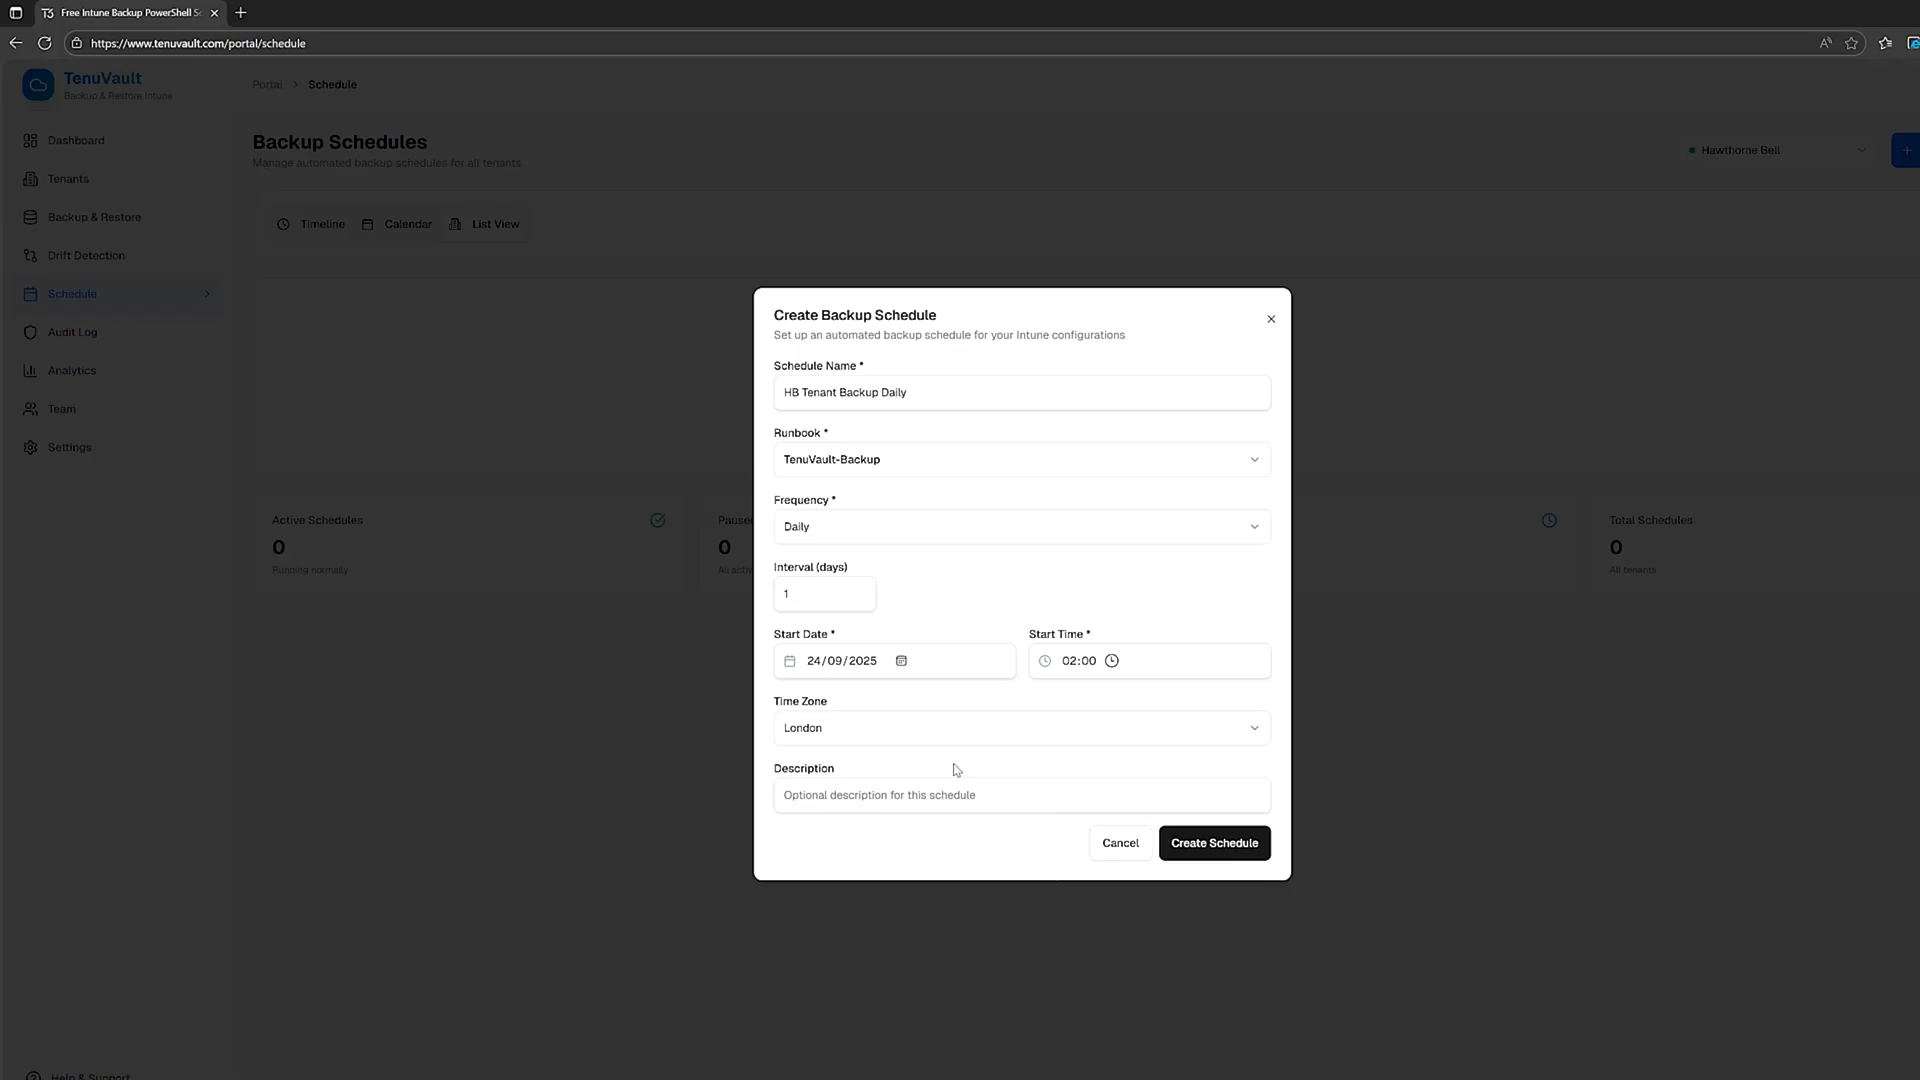 Free Intune Backup PowerShell Sc
https://www.tenuvault.com/portal/schedule
TenuVault
Backup & Restore Intune
Portal > Schedule
Dashboard
Tenants
Backup & Restore
Drift Detection
Schedule
Audit Log
Analytics
Team
Settings
Help & Support
Backup Schedules
Manage automated backup schedules for all tenants
Hawthorne Bell
Timeline
Calendar
List View
Active Schedules
0
Running normally
Paused
0
All activ
Total Schedules
0
All tenants
Create Backup Schedule
Set up an automated backup schedule for your Intune configurations
Schedule Name *
HB Tenant Backup Daily
Runbook *
TenuVault-Backup
Frequency *
Daily
Interval (days)
1
Start Date *
24/09/2025
Start Time *
02:00
Time Zone
London
Description
Optional description for this schedule
Cancel
Create Schedule